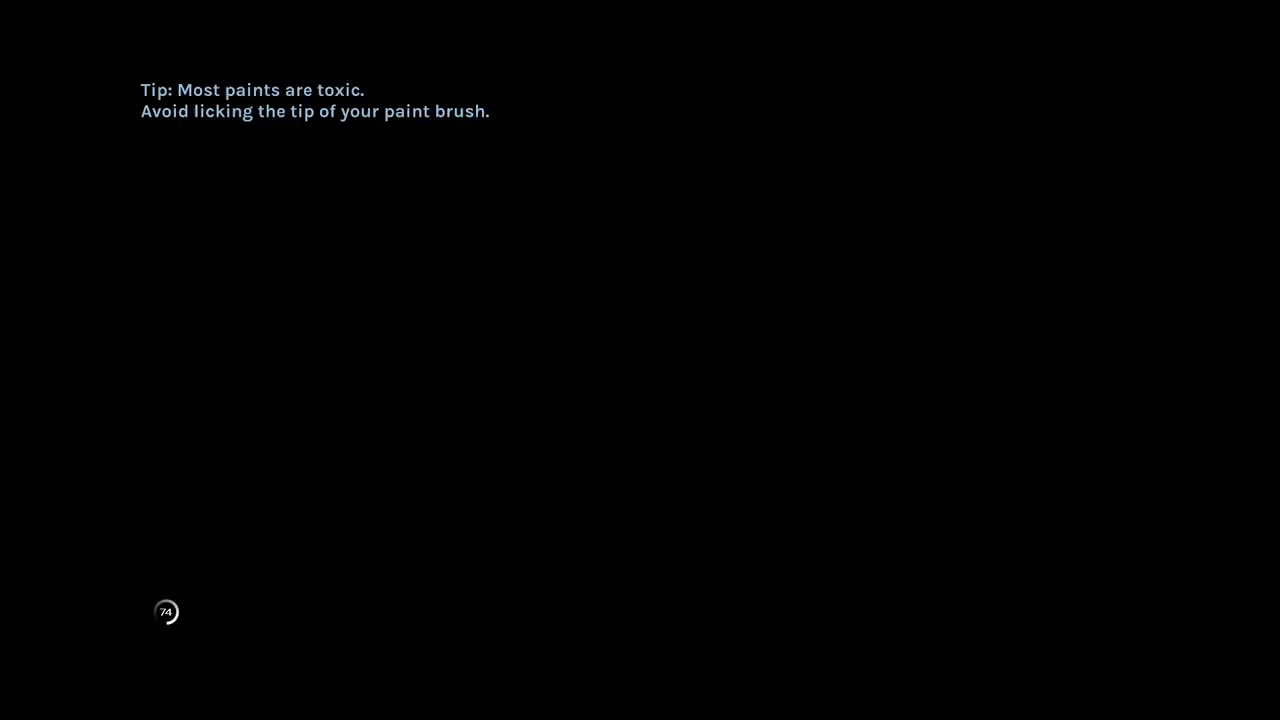 Tip: Most paints are toxic.
Avoid licking the tip of your paint brush.
74